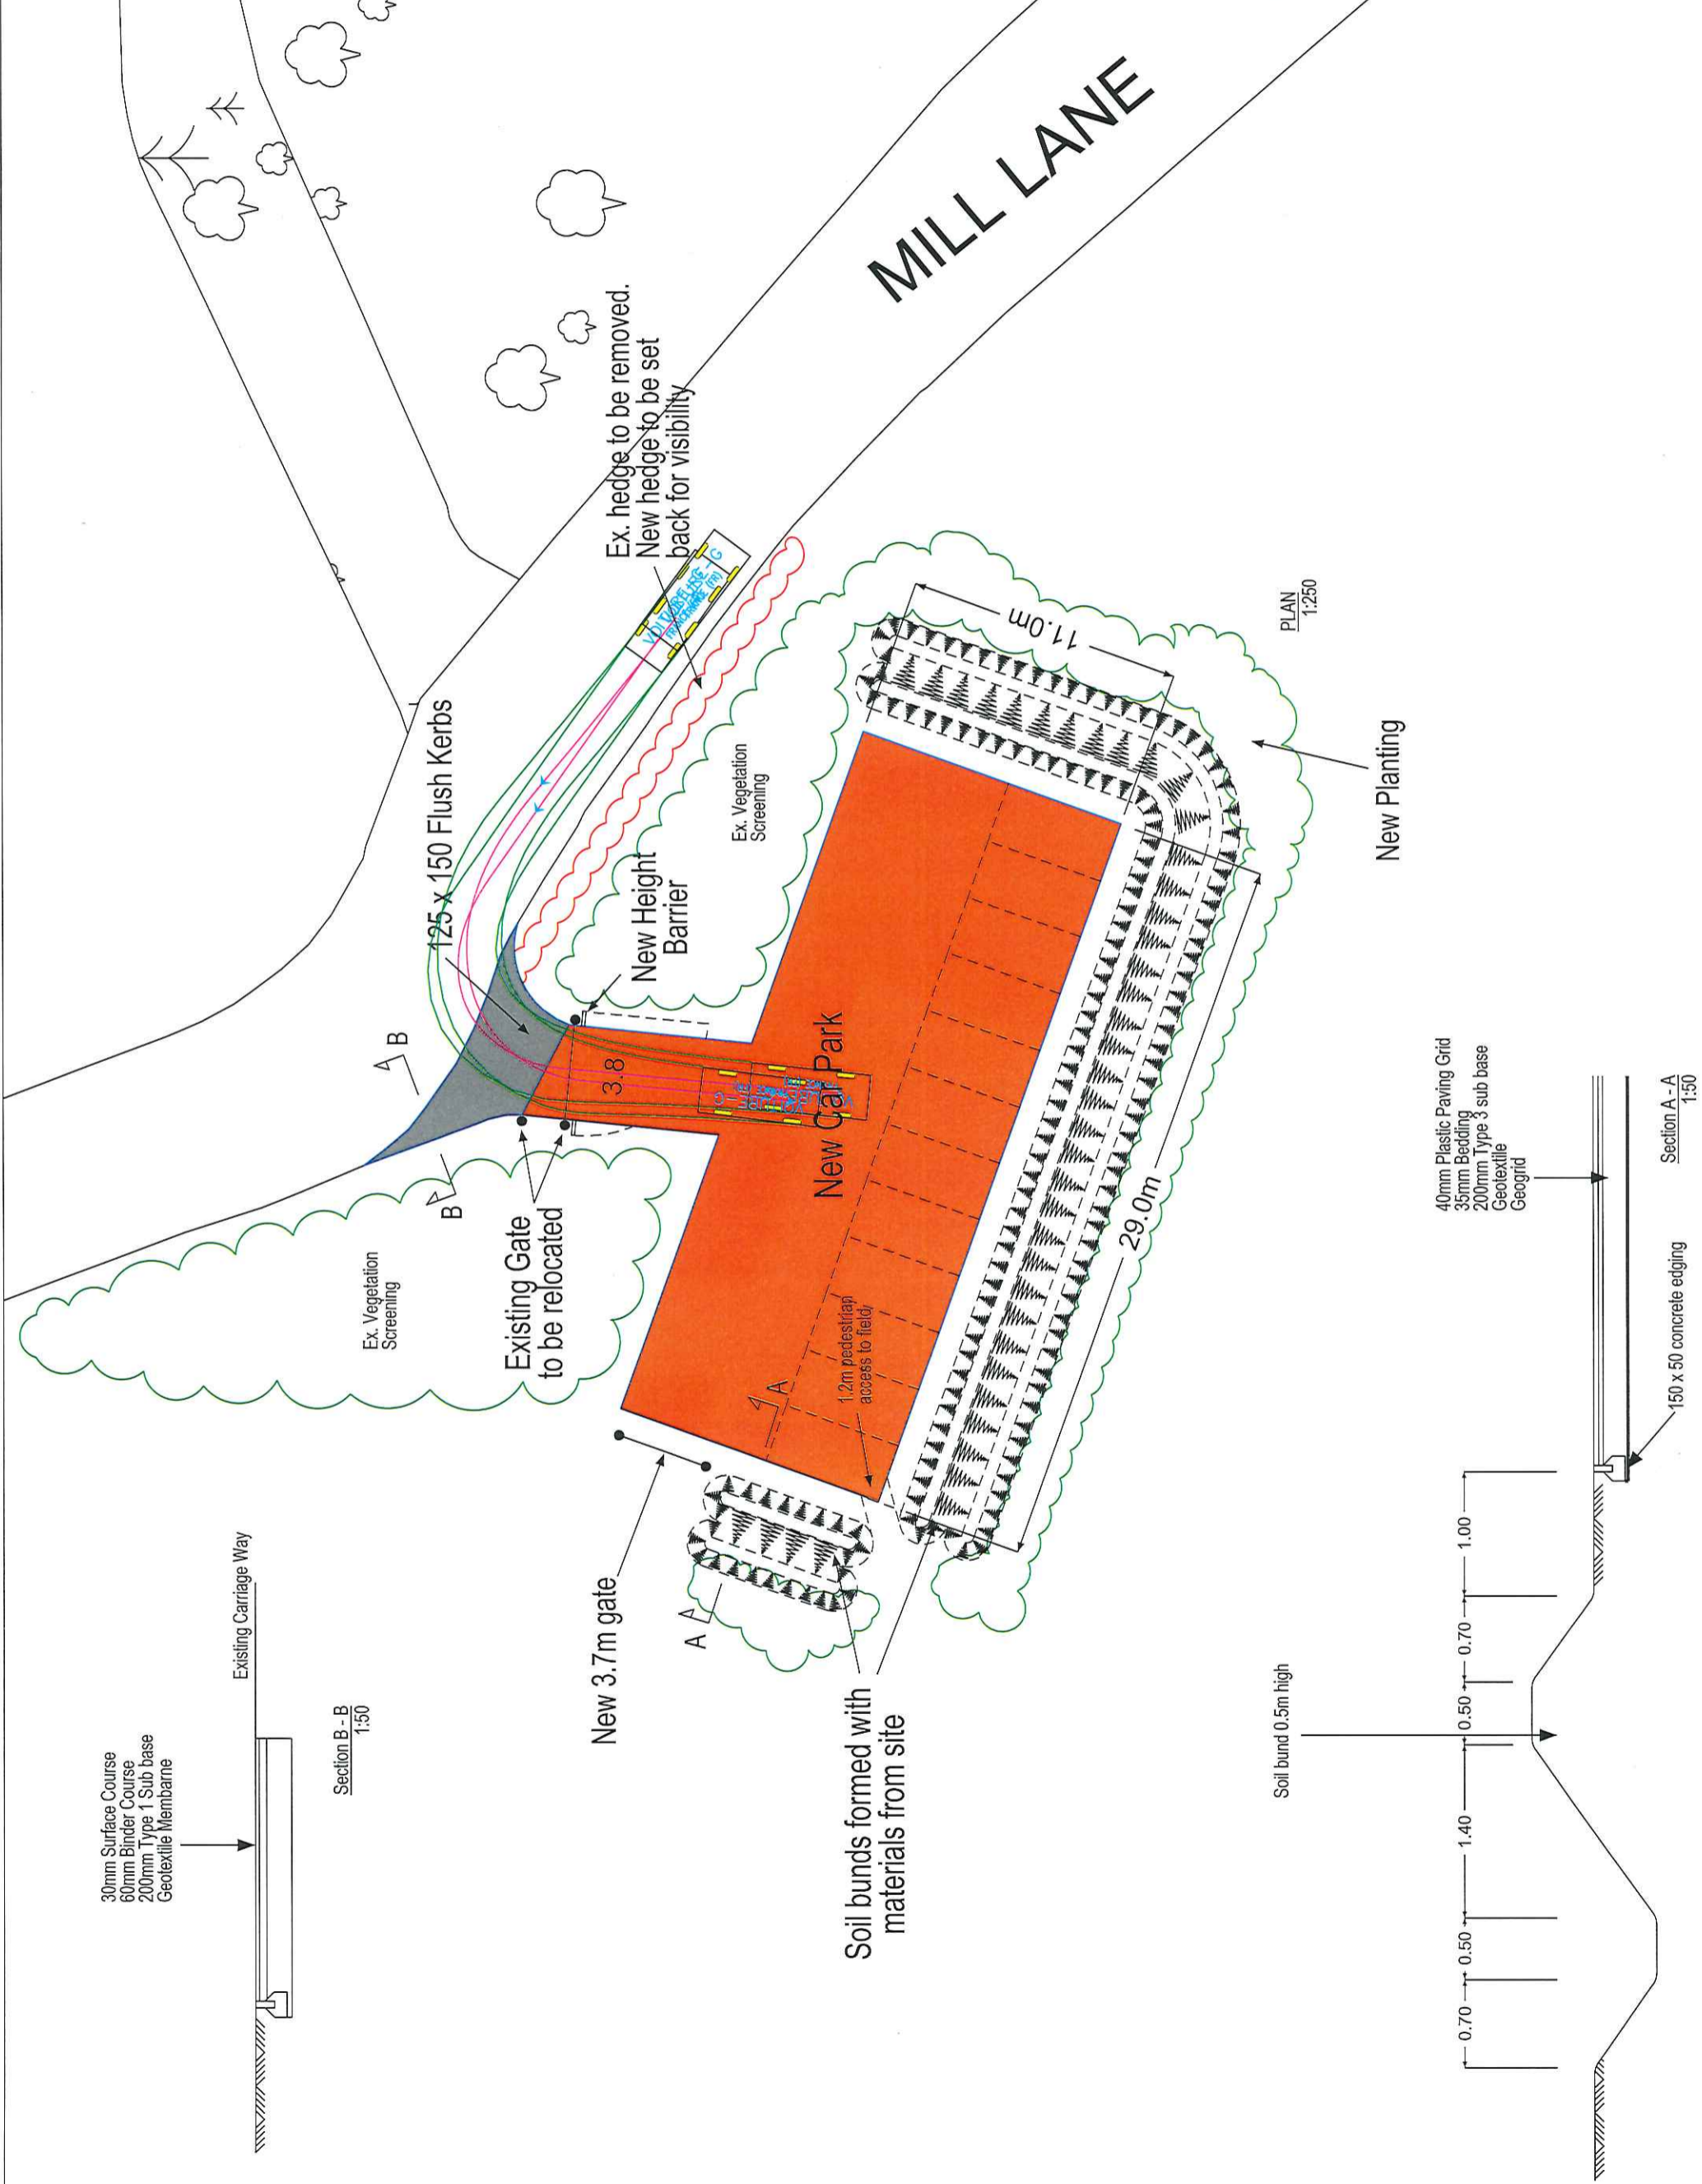 30mm Surface Course
60mm Binder Course
200mm Type 1 Sub base
Geotextile Membarne
Existing Carriage Way
Section B - B
1:50
Ex. Vegetation
Screening
B
B
125 x 150 Flush Kerbs
Existing Gate
to be relocated
3.8
New Height
Barrier
Ex. Vegetation
Screening
Ex. hedge to be removed.
New hedge to be set
back for visibility
MILL LANE
New Car Park
1.2m pedestrian
access to field
New 3.7m gate
A
A
Soil bunds formed with
materials from site
11.0m
29.0m
New Planting
PLAN
1:250
Soil bund 0.5m high
0.70
0.50
1.40
0.50
0.70
1.00
40mm Plastic Paving Grid
35mm Bedding
200mm Type 3 sub base
Geotextile
Geogrid
150 x 50 concrete edging
Section A - A
1:50